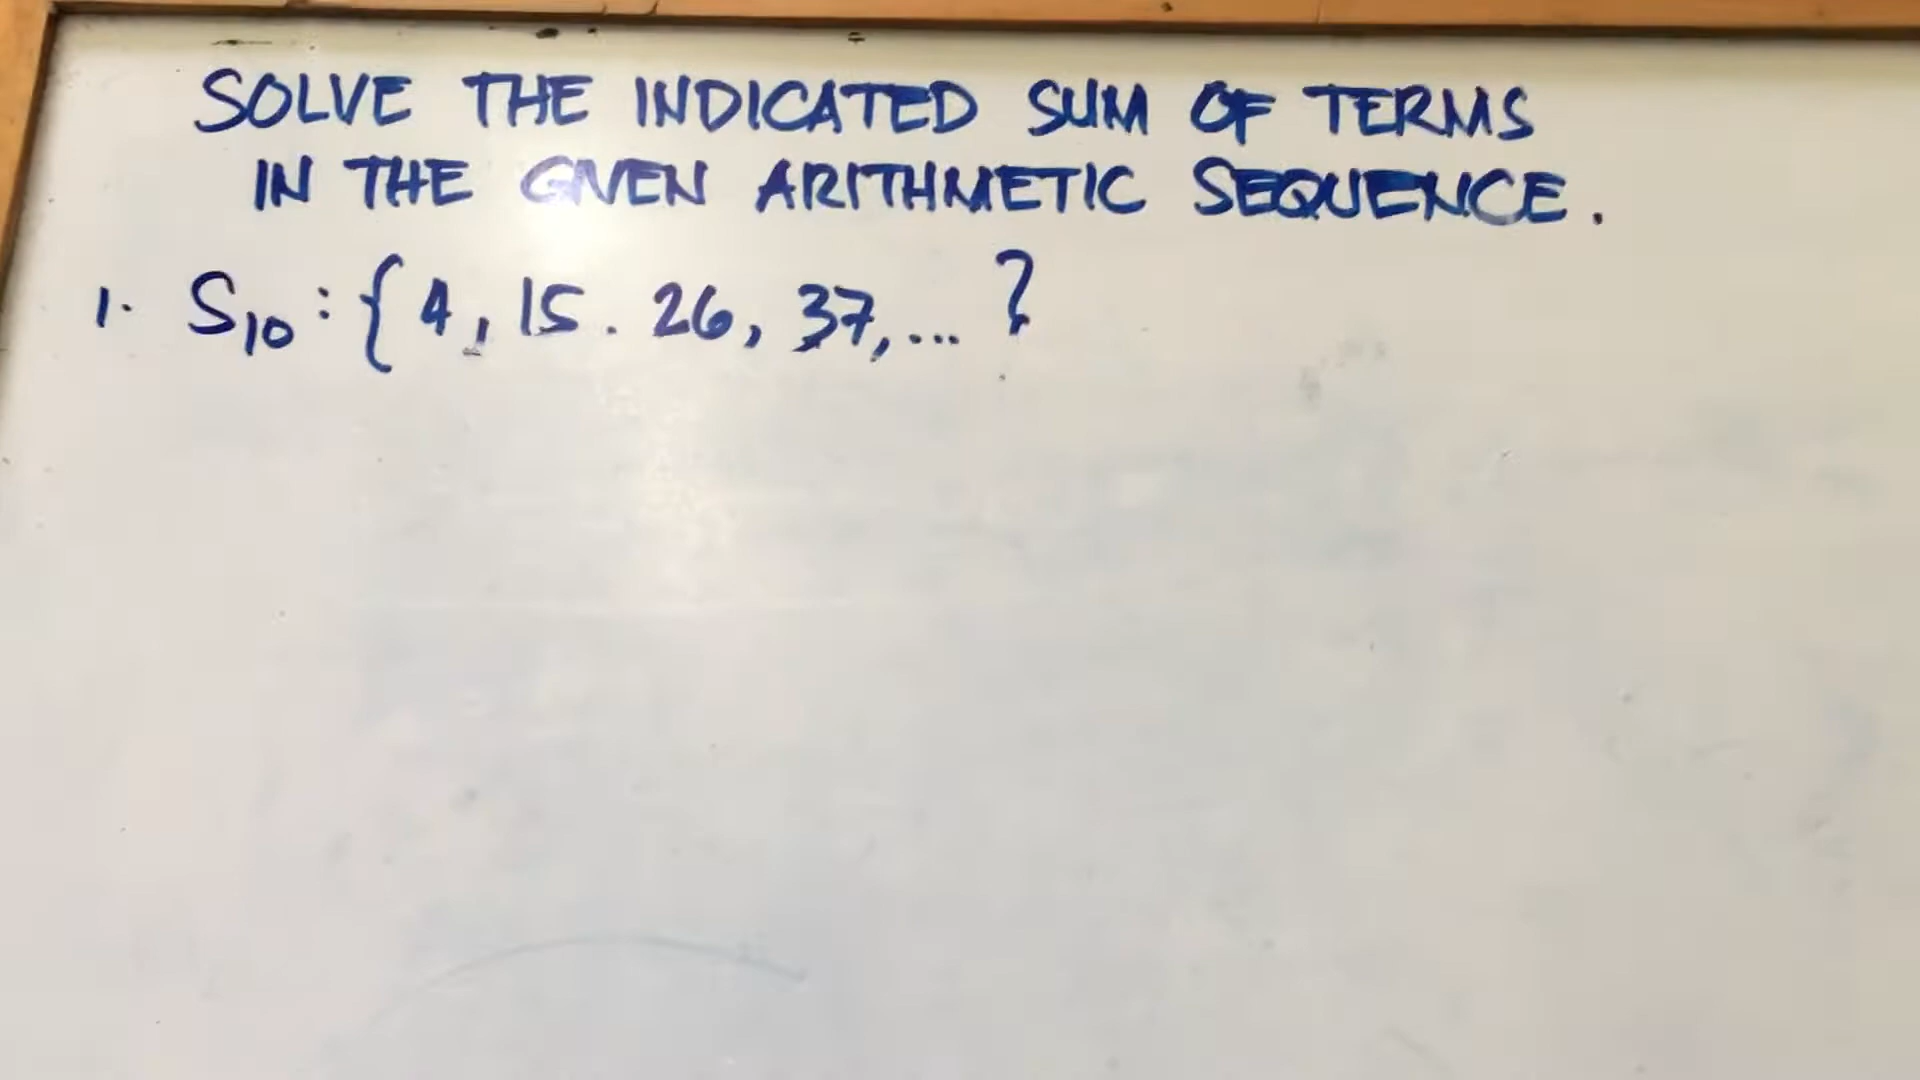 SOLVE THE INDICATED SUM OF TERMS
IN THE GIVEN ARITHMETIC SEQUENCE.
1. S10 : { 4, 15. 26, 37, ... }